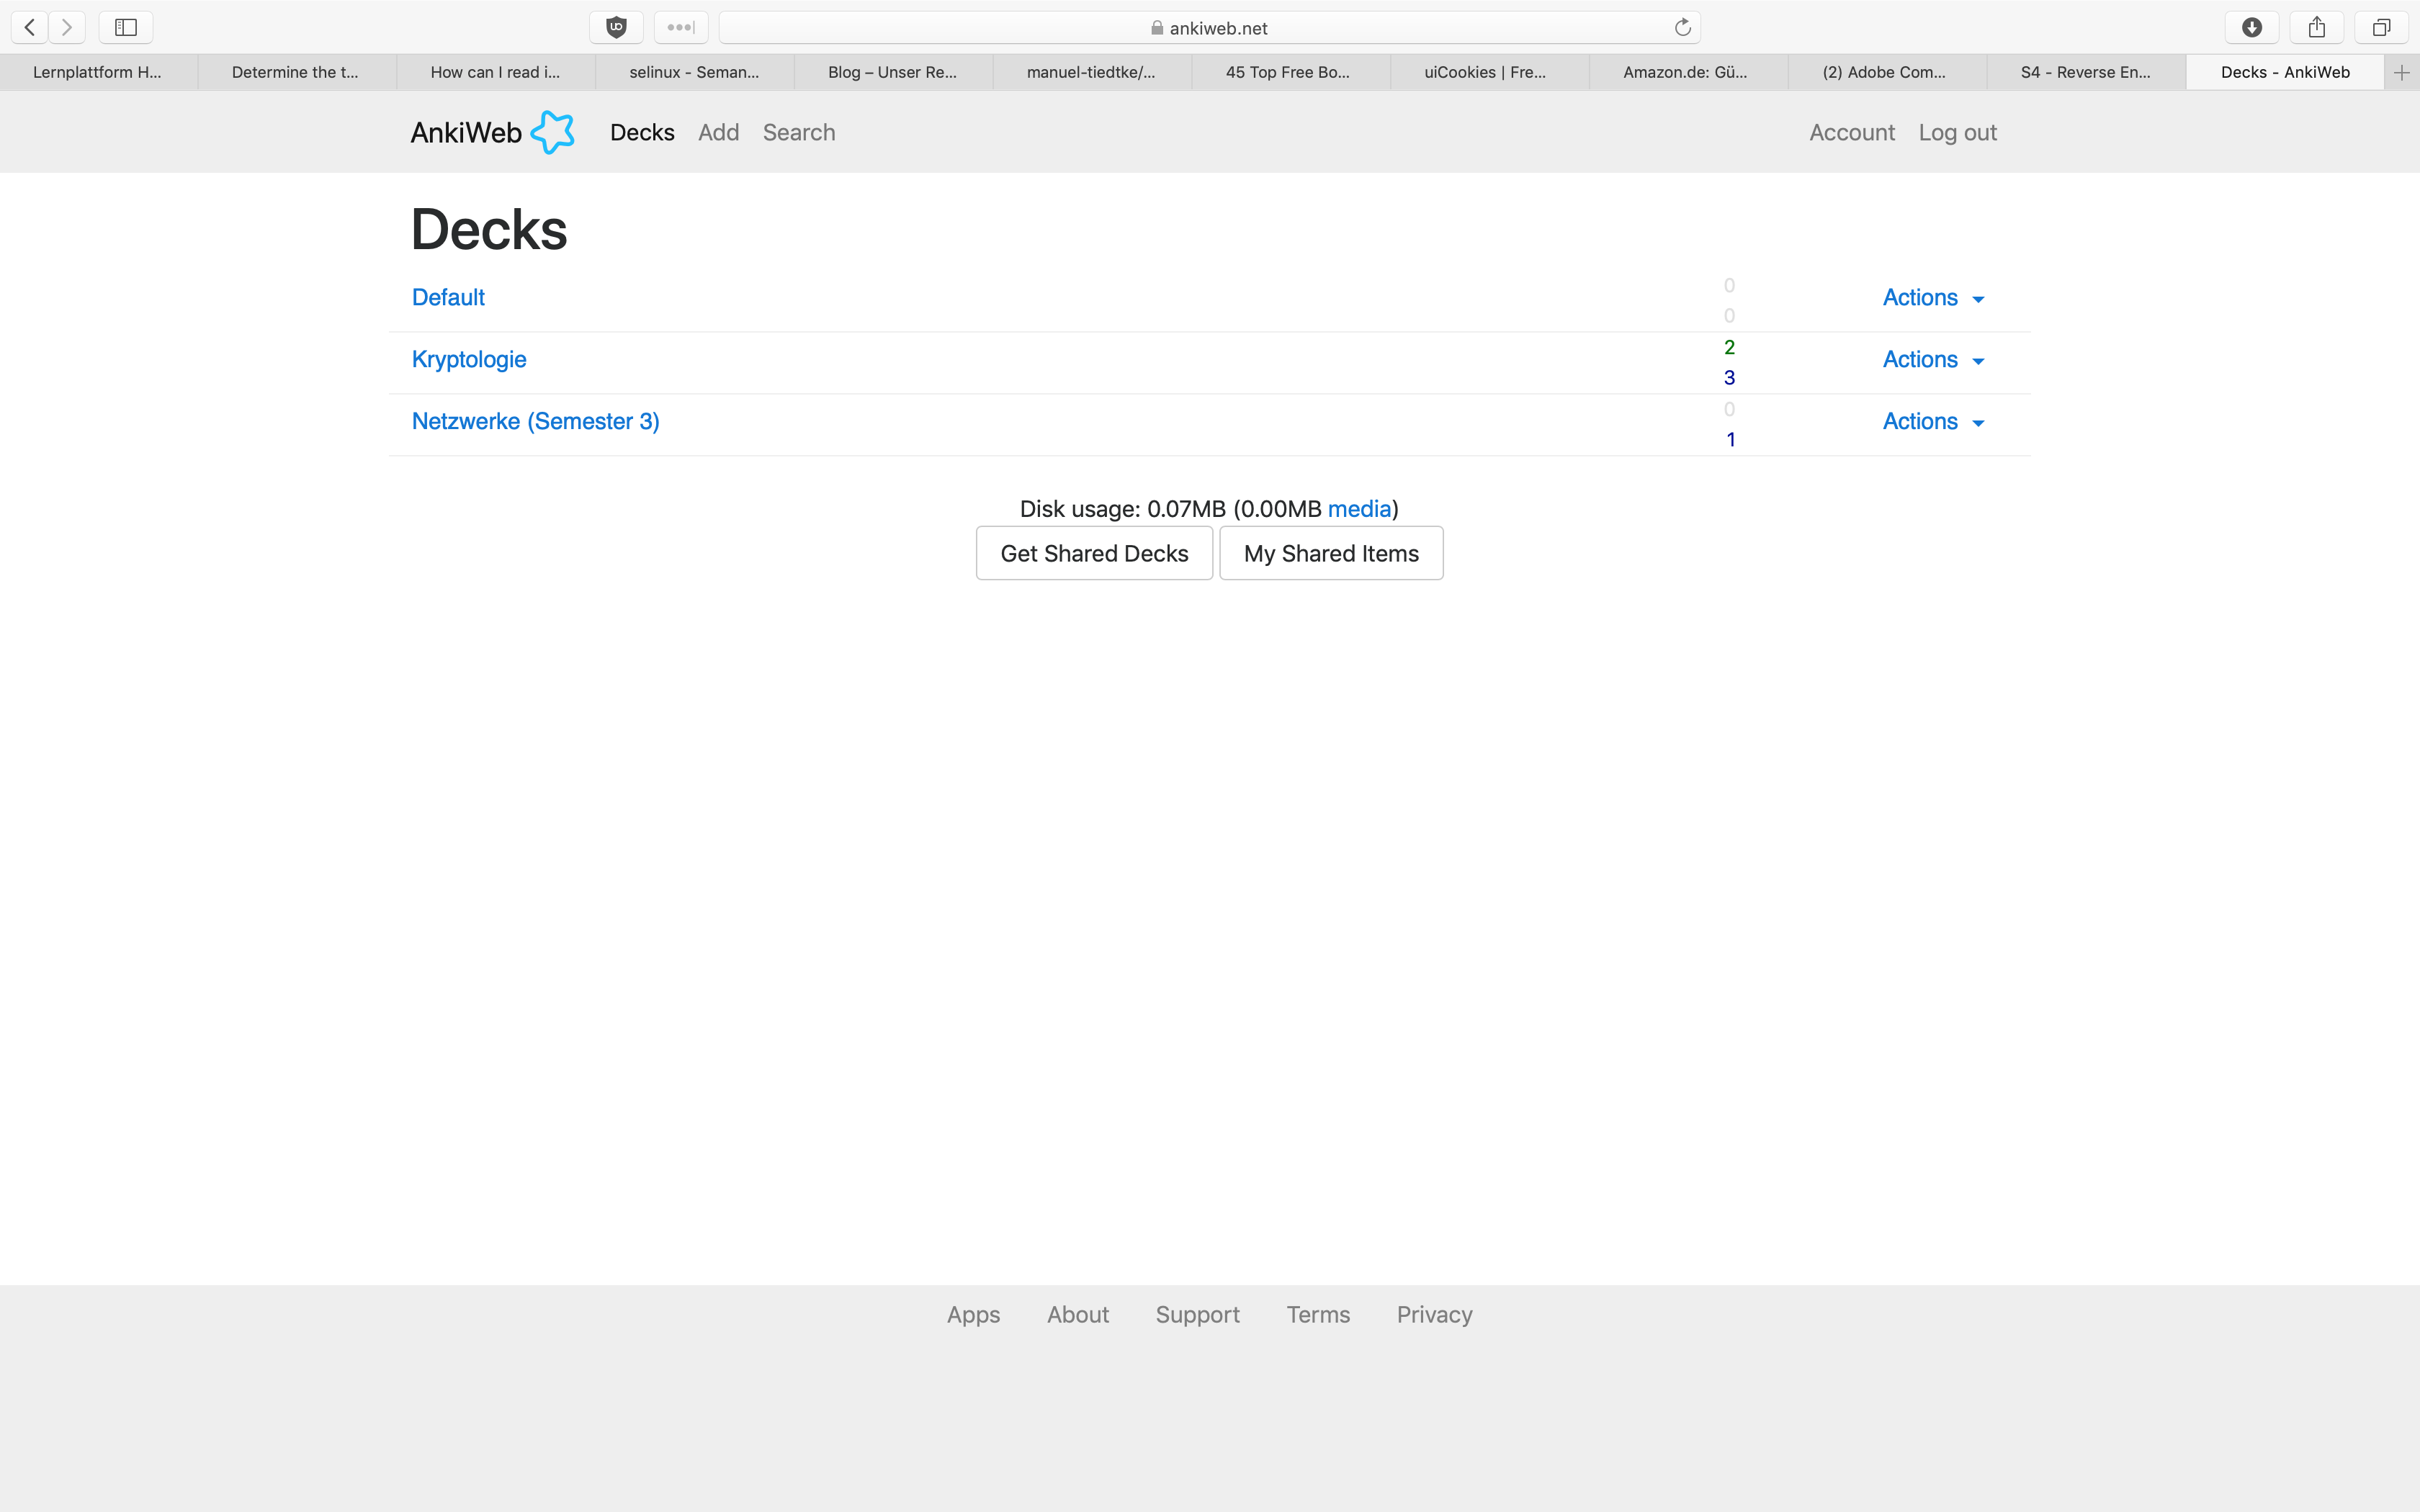 ankiweb.net
Lernplattform H... Determine the t... How can I read i... selinux - Seman... Blog – Unser Re... manuel-tiedtke/... 45 Top Free Bo... uiCookies | Fre... Amazon.de: Gü... (2) Adobe Com... S4 - Reverse En... Decks - AnkiWeb
AnkiWeb Decks Add Search Account Log out
Decks
Default 0 0 Actions
Kryptologie 2 3 Actions
Netzwerke (Semester 3) 0 1 Actions
Disk usage: 0.07MB (0.00MB media)
Get Shared Decks My Shared Items
Apps About Support Terms Privacy